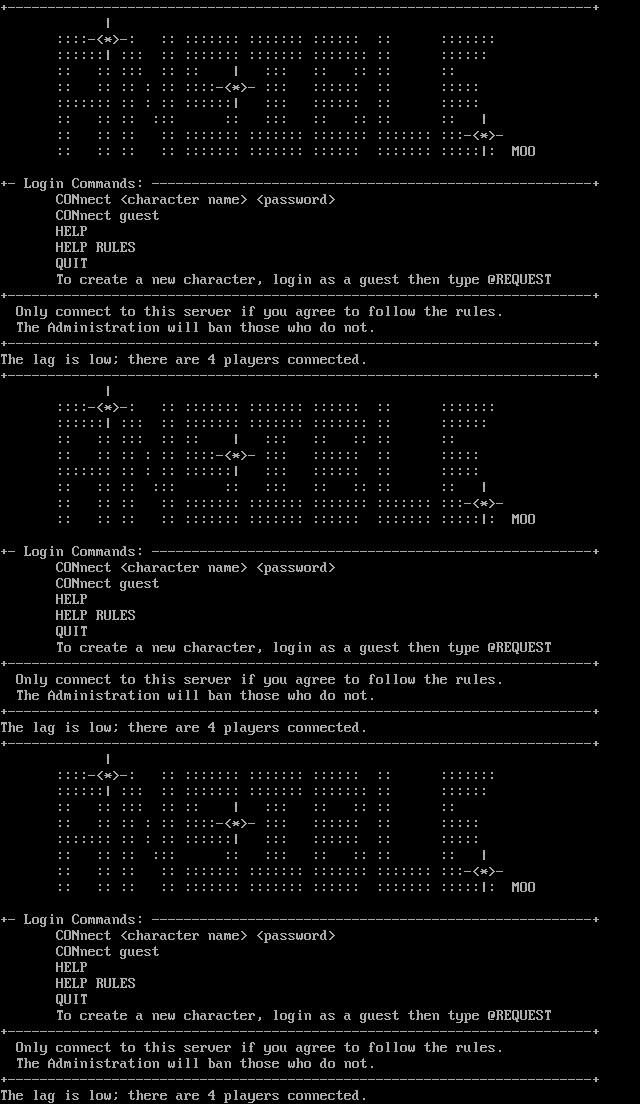 MOO
Login Commands:
CONnect <character name> <password>
CONnect guest
HELP
HELP RULES
QUIT
To create a new character, login as a guest then type @REQUEST
Only connect to this server if you agree to follow the rules.
The Administration will ban those who do not.
The lag is low; there are 4 players connected.
MOO
Login Commands:
CONnect <character name> <password>
CONnect guest
HELP
HELP RULES
QUIT
To create a new character, login as a guest then type @REQUEST
Only connect to this server if you agree to follow the rules.
The Administration will ban those who do not.
The lag is low; there are 4 players connected.
MOO
Login Commands:
CONnect <character name> <password>
CONnect guest
HELP
HELP RULES
QUIT
To create a new character, login as a guest then type @REQUEST
Only connect to this server if you agree to follow the rules.
The Administration will ban those who do not.
The lag is low; there are 4 players connected.